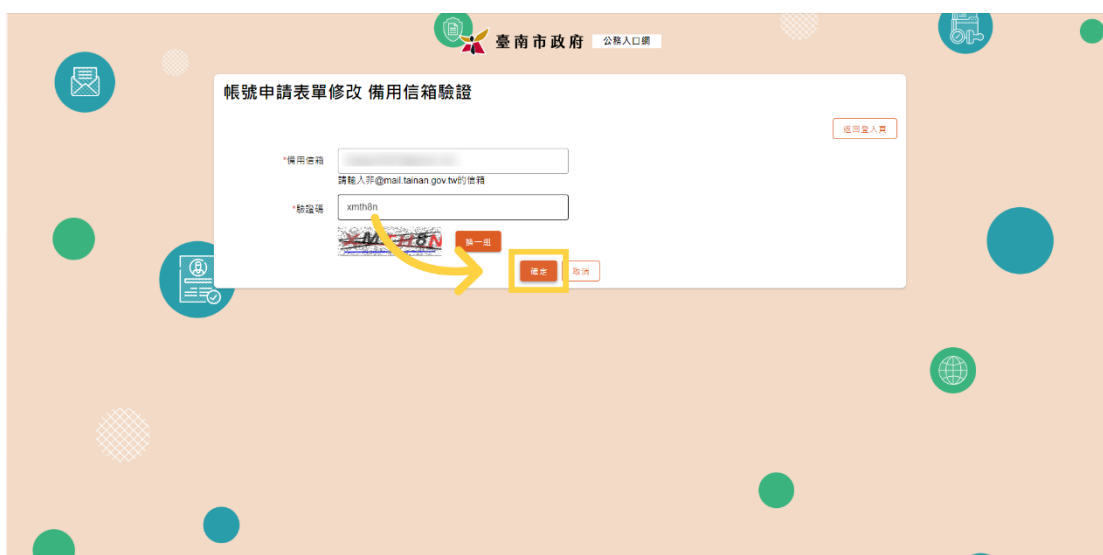 臺南市政府 公務入口網
帳號申請表單修改 備用信箱驗證
返回登入頁
*備用信箱
請輸入非@mail.tainan.gov.tw的信箱
*驗證碼 xmth8n
XMTH8N 換一組
確定 取消